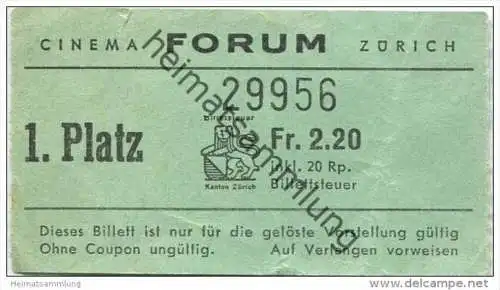 CINEMA FORUM ZÜRICH
29956
1. Platz
Billetsteuer
Kanton Zürich
Fr. 2.20
inkl. 20 Rp.
Billettsteuer
Dieses Billett ist nur für die gelöste Vorstellung gültig
Ohne Coupon ungültig. Auf Verlangen vorweisen
heimatsammlung
Heimatsammlung
delcampe.net